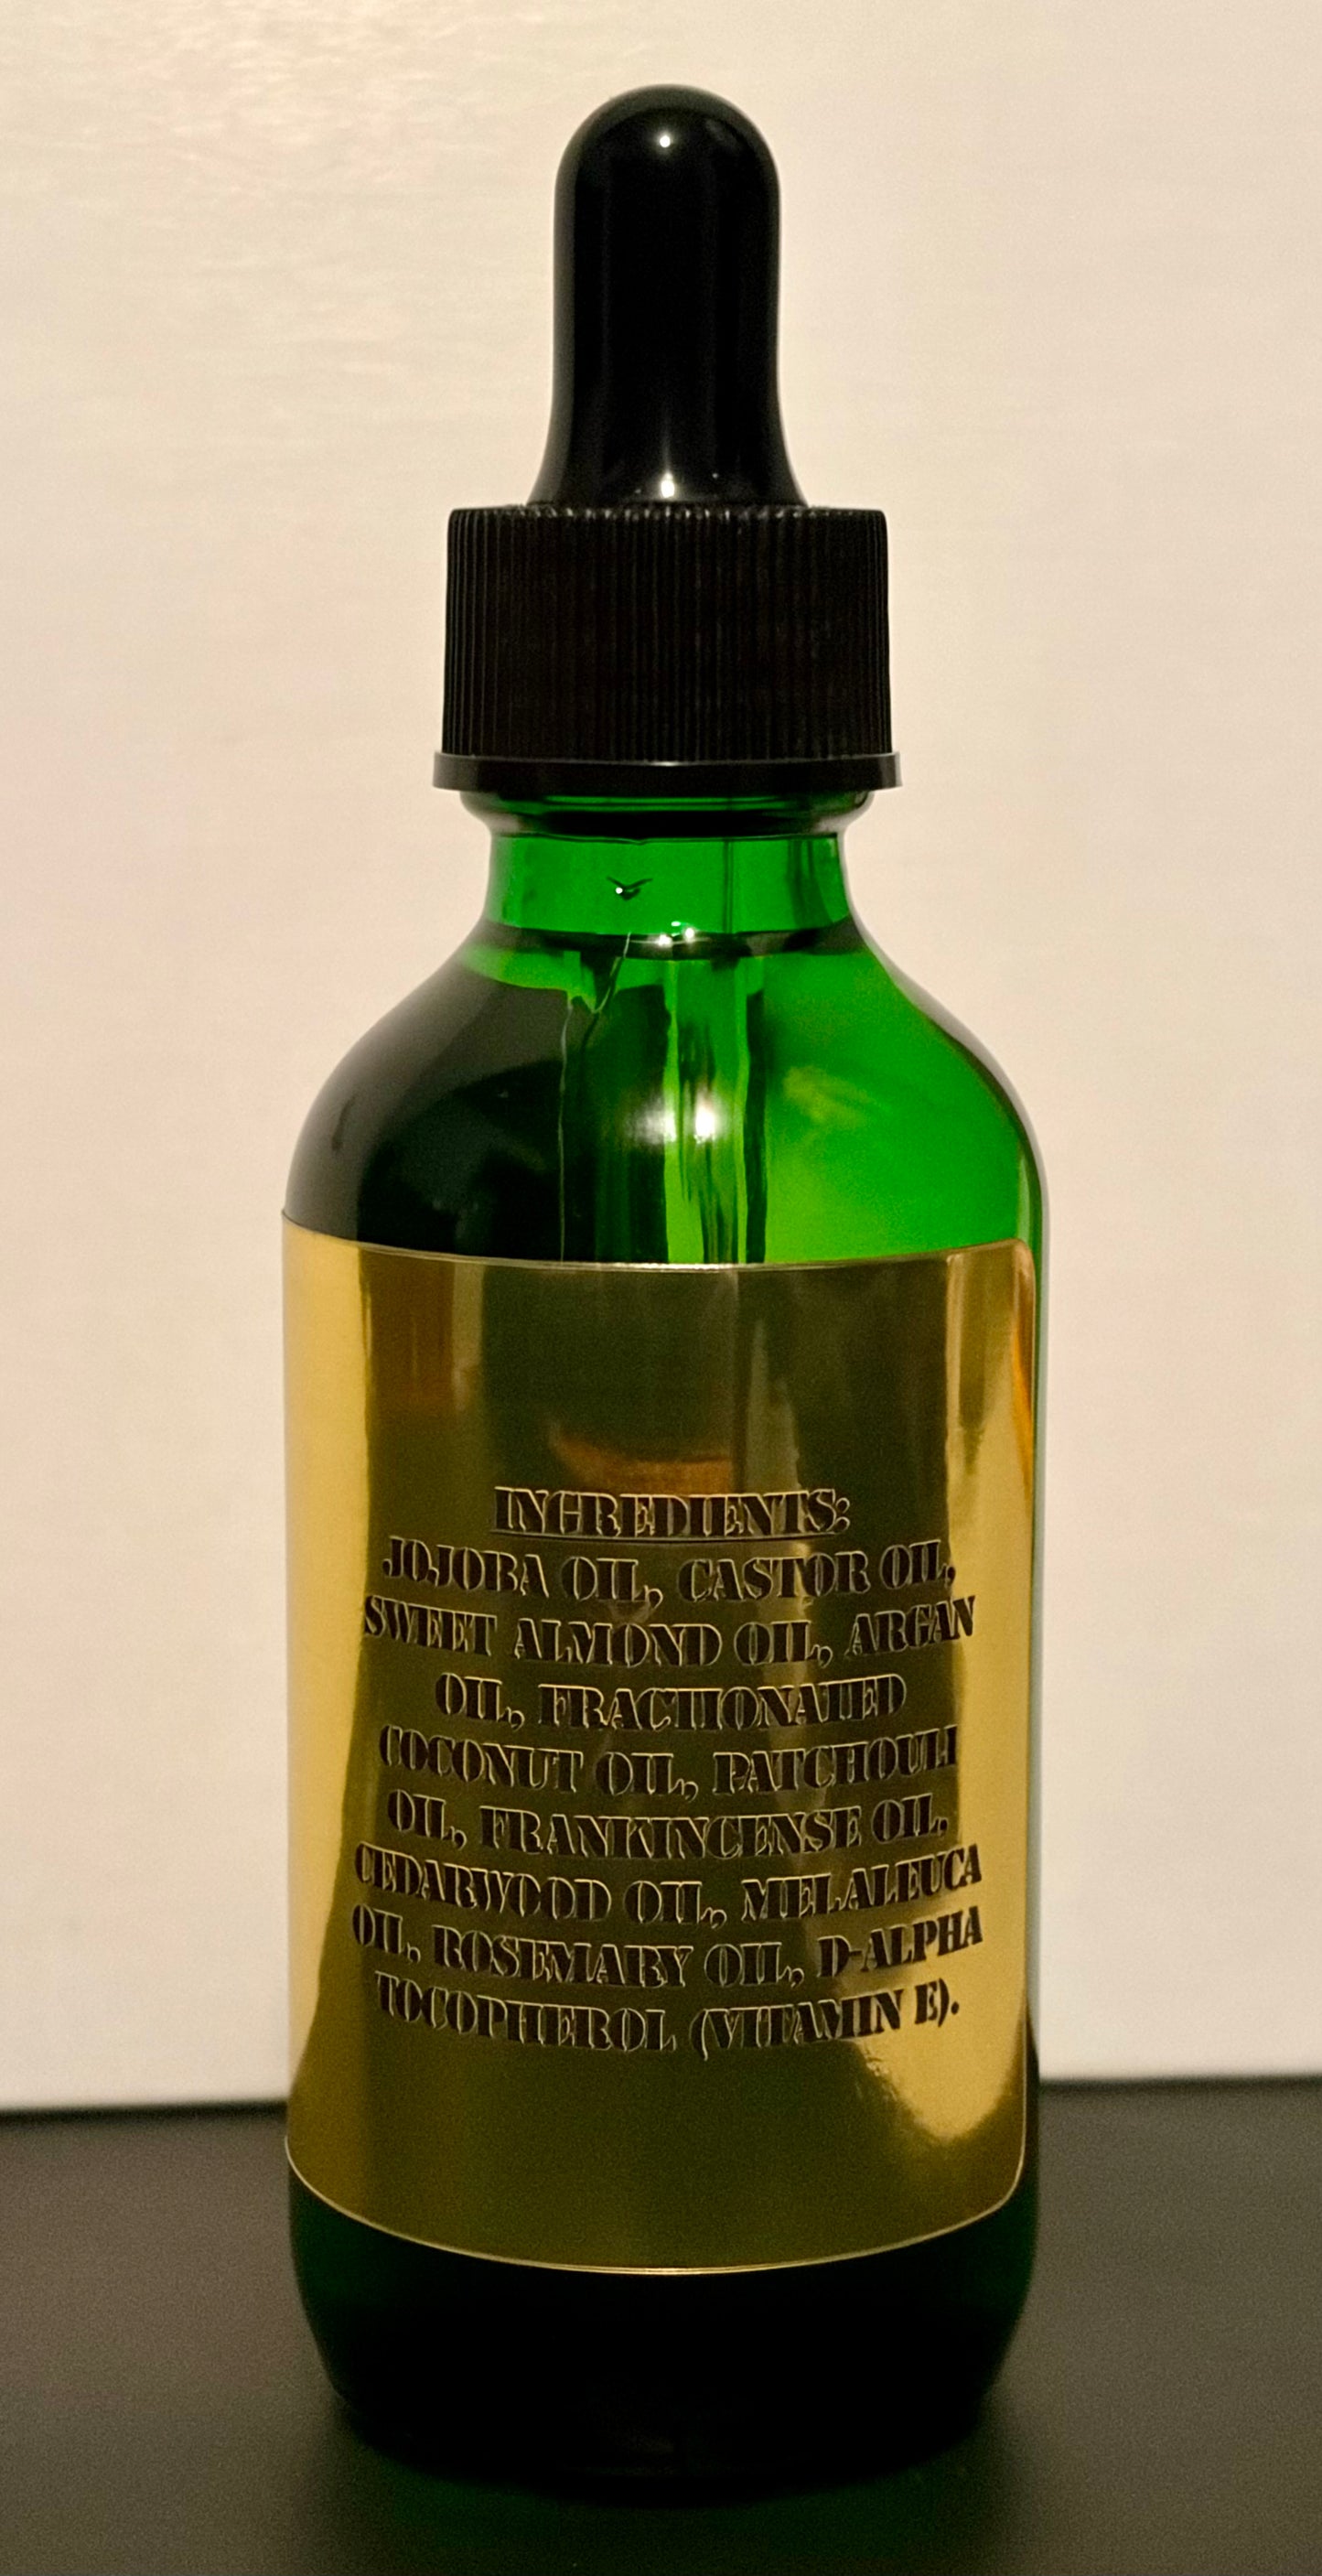 INGREDIENTS:
JOJOBA OIL, CASTOR OIL,
SWEET ALMOND OIL, ARGAN
OIL, FRACTIONATED
COCONUT OIL, PATCHOULI
OIL, FRANKINCENSE OIL,
CEDARWOOD OIL, MELALEUCA
OIL, ROSEMARY OIL, D-ALPHA
TOCOPHEROL (VITAMIN E).